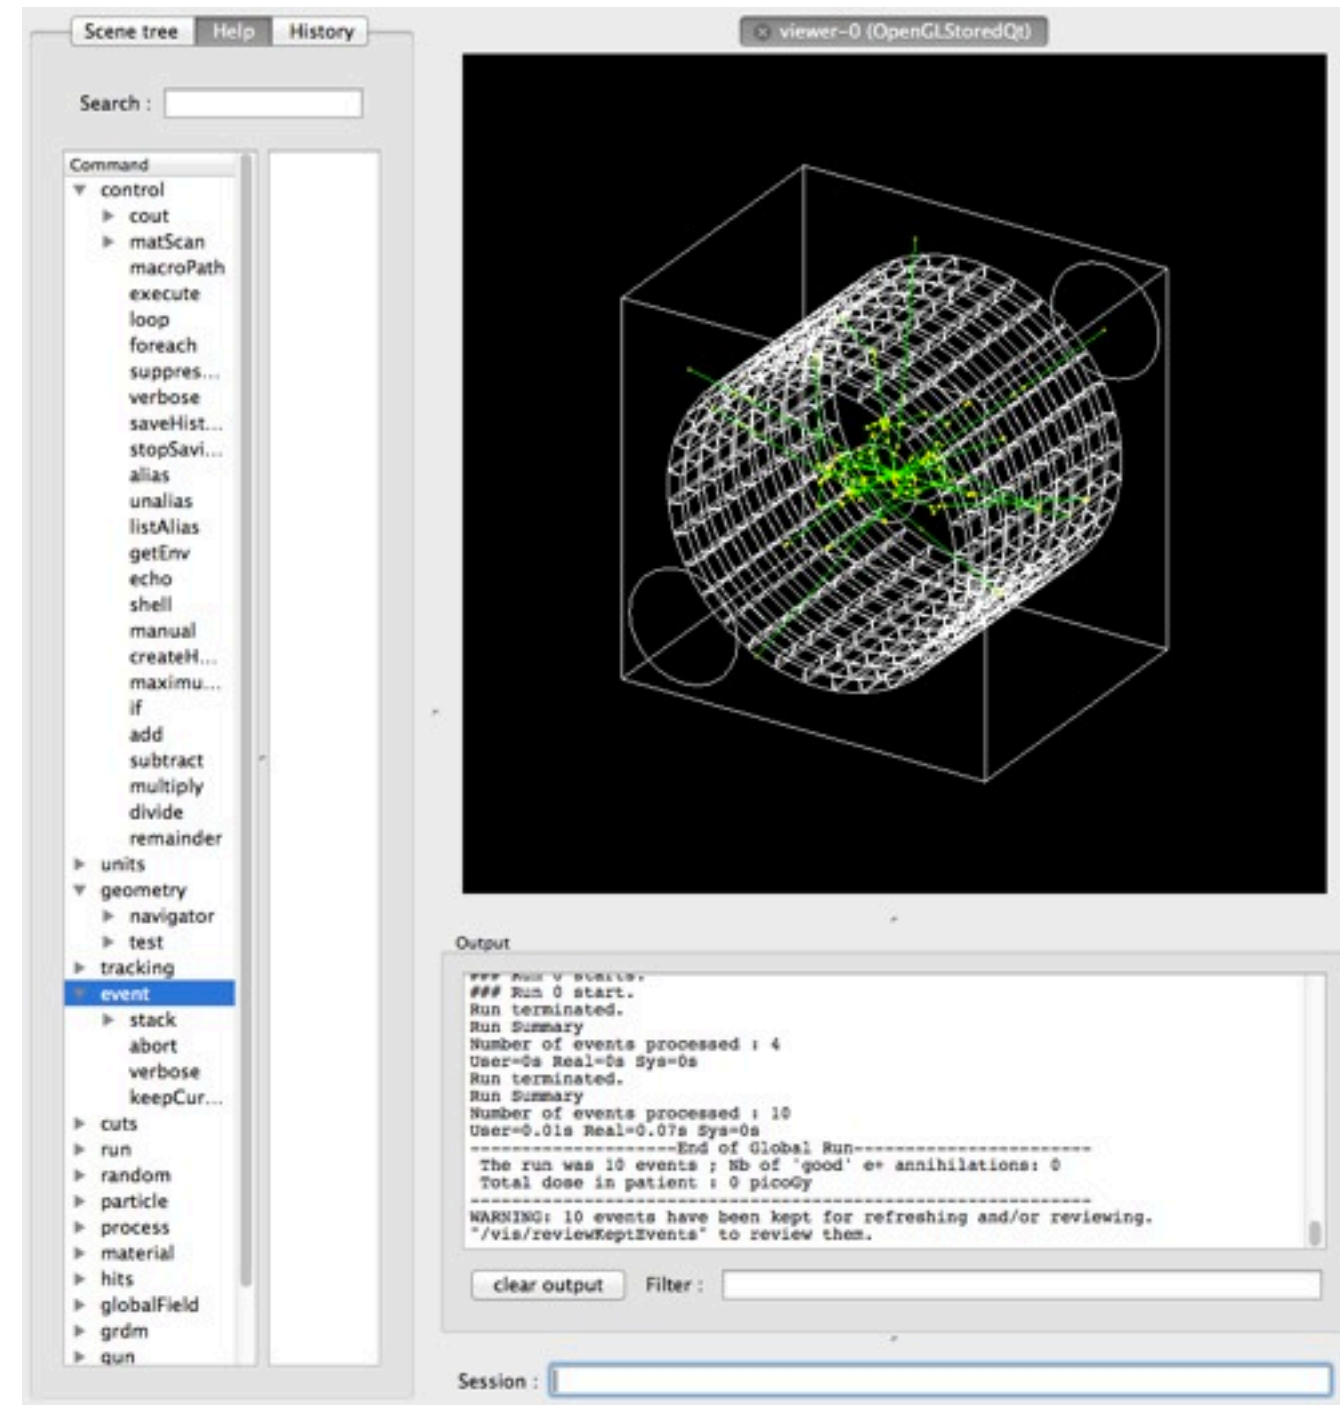 Scene tree
Help
History
viewer-0 (OpenGLStoredQt)
Search :
Command
control
cout
matScan
macroPath
execute
loop
foreach
suppres...
verbose
saveHist...
stopSavi...
alias
unalias
listAlias
getEnv
echo
shell
manual
createH...
maximu...
if
add
subtract
multiply
divide
remainder
units
geometry
navigator
test
tracking
event
stack
abort
verbose
keepCur...
cuts
run
random
particle
process
material
hits
globalField
grdm
gun
Output
### Run 0 starts.
### Run 0 start.
Run terminated.
Run Summary
Number of events processed : 4
User=0s Real=0s Sys=0s
Run terminated.
Run Summary
Number of events processed : 10
User=0.01s Real=0.07s Sys=0s
--------------------End of Global Run-----------------------
The run was 10 events ; Nb of 'good' e+ annihilations: 0
Total dose in patient : 0 picoGy
------------------------------------------------------------
WARNING: 10 events have been kept for refreshing and/or reviewing.
"/vis/reviewKeptEvents" to review them.
clear output
Filter :
Session :